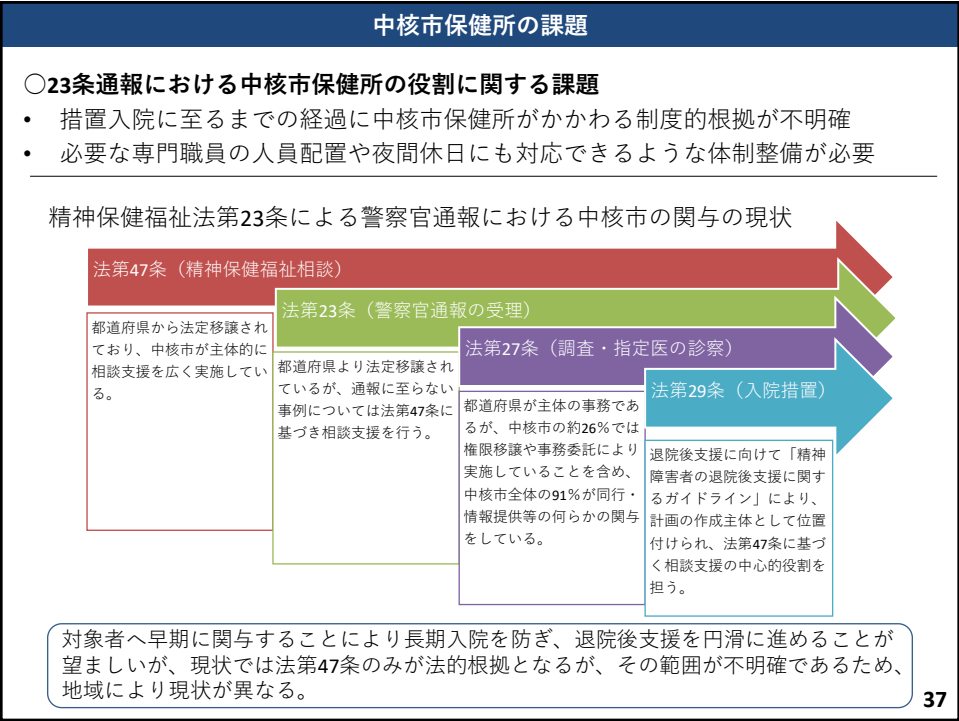 中核市保健所の課題
○23条通報における中核市保健所の役割に関する課題
• 措置入院に至るまでの経過に中核市保健所がかかわる制度的根拠が不明確
• 必要な専門職員の人員配置や夜間休日にも対応できるような体制整備が必要
精神保健福祉法第23条による警察官通報における中核市の関与の現状
法第47条（精神保健福祉相談）
都道府県から法定移譲され
ており、中核市が主体的に
相談支援を広く実施してい
る。
法第23条（警察官通報の受理）
都道府県より法定移譲され
ているが、通報に至らない
事例については法第47条に
基づき相談支援を行う。
法第27条（調査・指定医の診察）
都道府県が主体の事務であ
るが、中核市の約26％では
権限移譲や事務委託により
実施していることを含め、
中核市全体の91％が同行・
情報提供等の何らかの関与
をしている。
法第29条（入院措置）
退院後支援に向けて「精神
障害者の退院後支援に関す
るガイドライン」により、
計画の作成主体として位置
付けられ、法第47条に基づ
く相談支援の中心的役割を
担う。
対象者へ早期に関与することにより長期入院を防ぎ、退院後支援を円滑に進めることが
望ましいが、現状では法第47条のみが法的根拠となるが、その範囲が不明確であるため、
地域により現状が異なる。
37